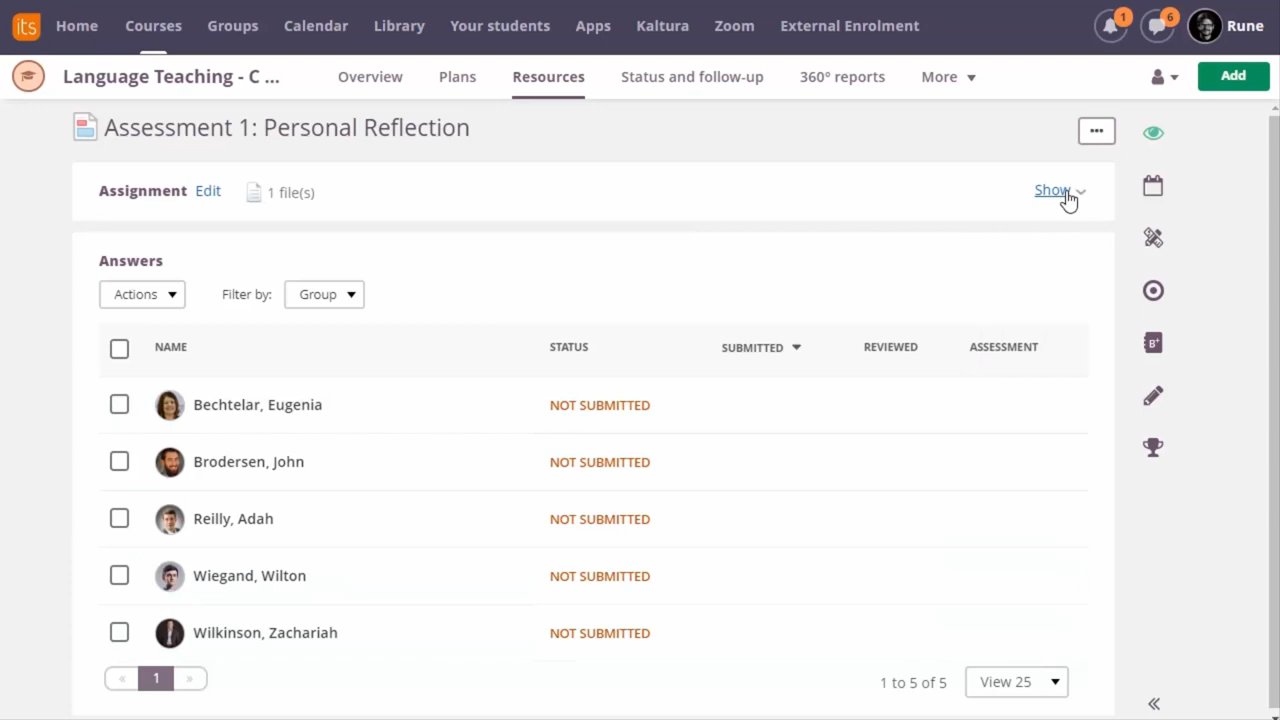 its Home Courses Groups Calendar Library Your students Apps Kaltura Zoom External Enrolment 1 6 Rune
Language Teaching - C ... Overview Plans Resources Status and follow-up 360° reports More Add
Assessment 1: Personal Reflection ...
Assignment Edit 1 file(s) Show
Answers
Actions Filter by: Group
NAME STATUS SUBMITTED REVIEWED ASSESSMENT
Bechtelar, Eugenia NOT SUBMITTED
Brodersen, John NOT SUBMITTED
Reilly, Adah NOT SUBMITTED
Wiegand, Wilton NOT SUBMITTED
Wilkinson, Zachariah NOT SUBMITTED
« 1 » 1 to 5 of 5 View 25
B+